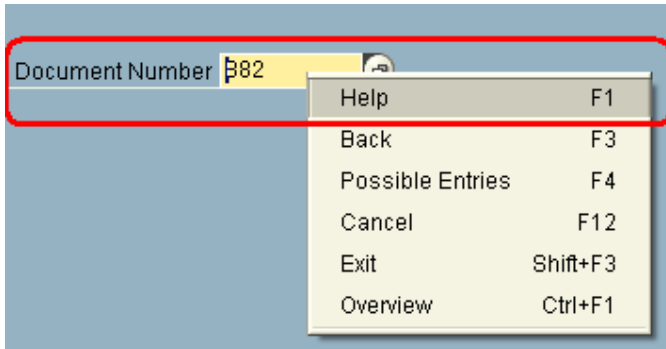 Document Number 382
Help F1
Back F3
Possible Entries F4
Cancel F12
Exit Shift+F3
Overview Ctrl+F1